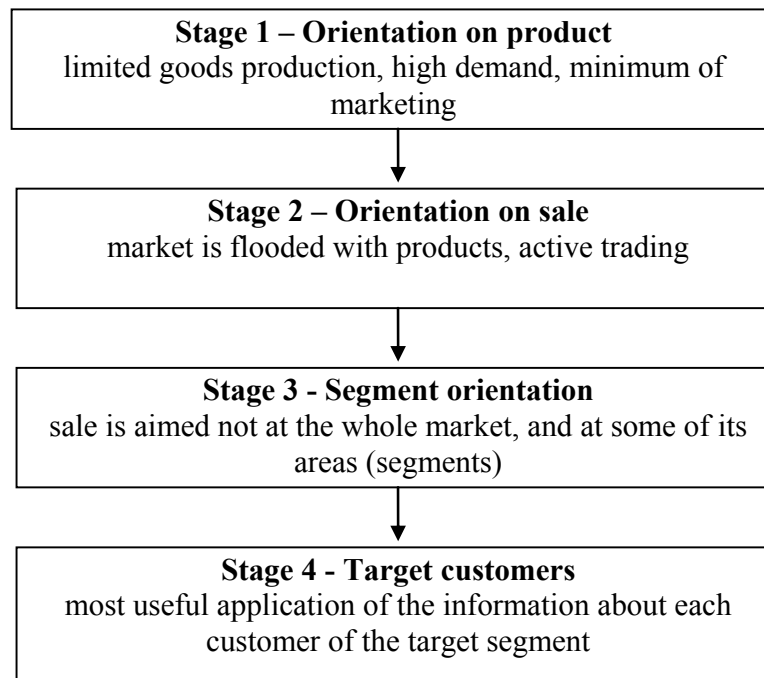 Stage 1 – Orientation on product
limited goods production, high demand, minimum of
marketing
Stage 2 – Orientation on sale
market is flooded with products, active trading
Stage 3 - Segment orientation
sale is aimed not at the whole market, and at some of its
areas (segments)
Stage 4 - Target customers
most useful application of the information about each
customer of the target segment